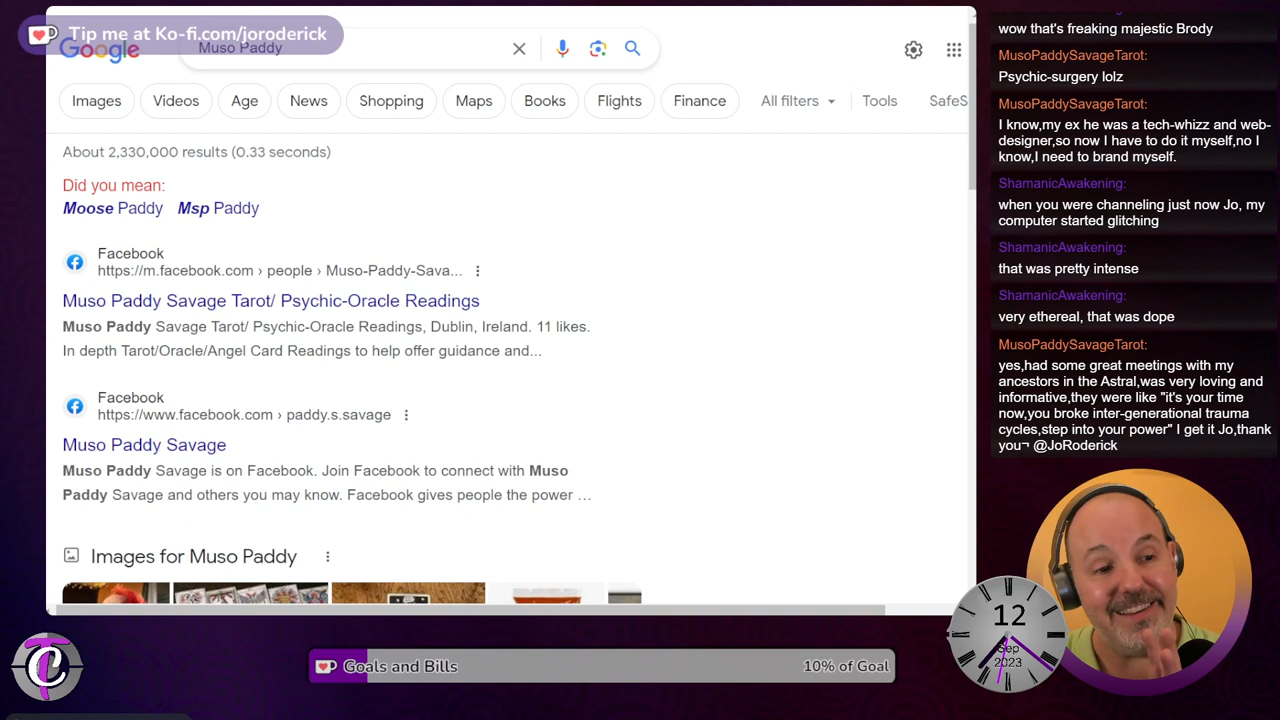 Tip me at Ko-fi.com/joroderick
Google
Muso Paddy
Images
Videos
Age
News
Shopping
Maps
Books
Flights
Finance
All filters
Tools
SafeS
About 2,330,000 results (0.33 seconds)
Did you mean:
Moose Paddy Msp Paddy
Facebook
https://m.facebook.com › people › Muso-Paddy-Sava...
Muso Paddy Savage Tarot/ Psychic-Oracle Readings
Muso Paddy Savage Tarot/ Psychic-Oracle Readings, Dublin, Ireland. 11 likes.
In depth Tarot/Oracle/Angel Card Readings to help offer guidance and...
Facebook
https://www.facebook.com › paddy.s.savage
Muso Paddy Savage
Muso Paddy Savage is on Facebook. Join Facebook to connect with Muso
Paddy Savage and others you may know. Facebook gives people the power ...
Images for Muso Paddy
wow that's freaking majestic Brody
MusoPaddySavageTarot:
Psychic-surgery lolz
MusoPaddySavageTarot:
I know,my ex he was a tech-whizz and web-
designer,so now I have to do it myself,no I
know,I need to brand myself.
ShamanicAwakening:
when you were channeling just now Jo, my
computer started glitching
ShamanicAwakening:
that was pretty intense
ShamanicAwakening:
very ethereal, that was dope
MusoPaddySavageTarot:
yes,had some great meetings with my
ancestors in the Astral,was very loving and
informative,they were like "it's your time
now,you broke inter-generational trauma
cycles,step into your power" I get it Jo,thank
you¬ @JoRoderick
12
Sep
2023
TC
Goals and Bills
10% of Goal